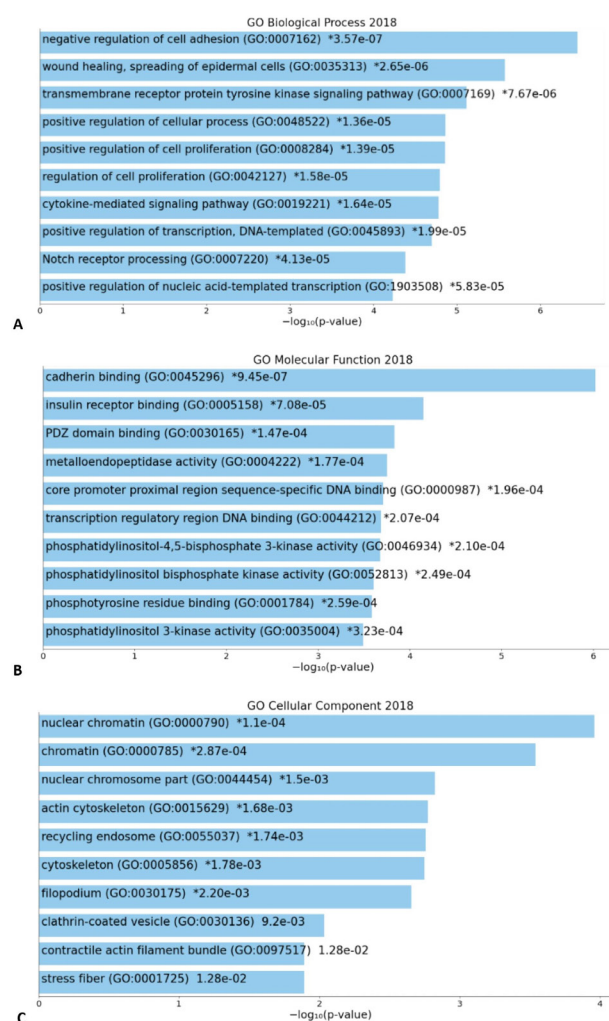 GO Biological Process 2018
negative regulation of cell adhesion (GO:0007162) *3.57e-07
wound healing, spreading of epidermal cells (GO:0035313) *2.65e-06
transmembrane receptor protein tyrosine kinase signaling pathway (GO:0007169) *7.67e-06
positive regulation of cellular process (GO:0048522) *1.36e-05
positive regulation of cell proliferation (GO:0008284) *1.39e-05
regulation of cell proliferation (GO:0042127) *1.58e-05
cytokine-mediated signaling pathway (GO:0019221) *1.64e-05
positive regulation of transcription, DNA-templated (GO:0045893) *1.99e-05
Notch receptor processing (GO:0007220) *4.13e-05
positive regulation of nucleic acid-templated transcription (GO:1903508) *5.83e-05
0 1 2 3 4 5 6
−log₁₀(p-value)
A
GO Molecular Function 2018
cadherin binding (GO:0045296) *9.45e-07
insulin receptor binding (GO:0005158) *7.08e-05
PDZ domain binding (GO:0030165) *1.47e-04
metalloendopeptidase activity (GO:0004222) *1.77e-04
core promoter proximal region sequence-specific DNA binding (GO:0000987) *1.96e-04
transcription regulatory region DNA binding (GO:0044212) *2.07e-04
phosphatidylinositol-4,5-bisphosphate 3-kinase activity (GO:0046934) *2.10e-04
phosphatidylinositol bisphosphate kinase activity (GO:0052813) *2.49e-04
phosphotyrosine residue binding (GO:0001784) *2.59e-04
phosphatidylinositol 3-kinase activity (GO:0035004) *3.23e-04
0 1 2 3 4 5 6
−log₁₀(p-value)
B
GO Cellular Component 2018
nuclear chromatin (GO:0000790) *1.1e-04
chromatin (GO:0000785) *2.87e-04
nuclear chromosome part (GO:0044454) *1.5e-03
actin cytoskeleton (GO:0015629) *1.68e-03
recycling endosome (GO:0055037) *1.74e-03
cytoskeleton (GO:0005856) *1.78e-03
filopodium (GO:0030175) *2.20e-03
clathrin-coated vesicle (GO:0030136) 9.2e-03
contractile actin filament bundle (GO:0097517) 1.28e-02
stress fiber (GO:0001725) 1.28e-02
0 1 2 3 4
−log₁₀(p-value)
C